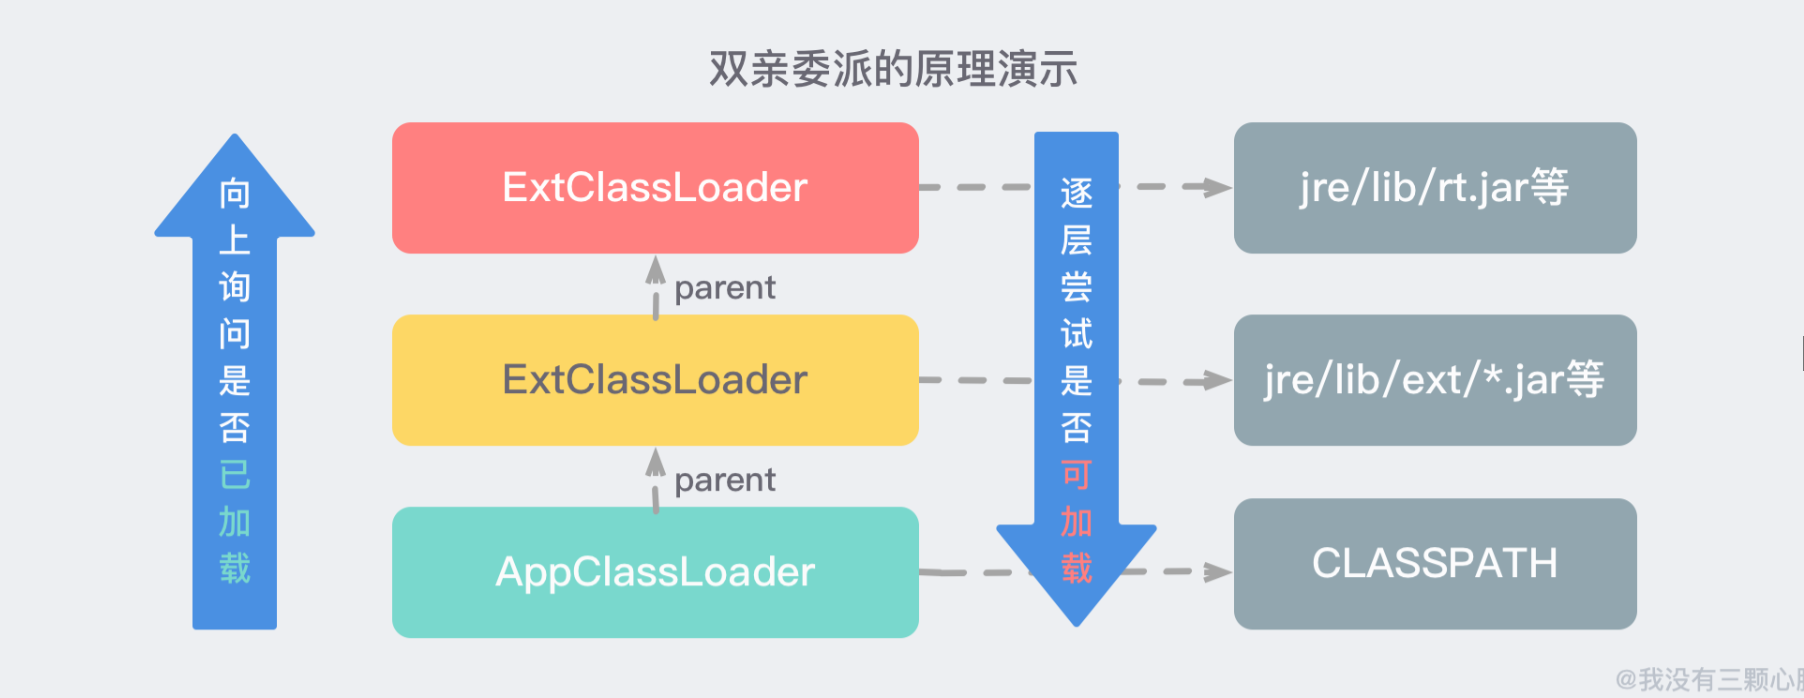 双亲委派的原理演示
向上询问是否已加载
ExtClassLoader
逐层尝试是否可加载
jre/lib/rt.jar等
parent
ExtClassLoader
jre/lib/ext/*.jar等
parent
AppClassLoader
CLASSPATH
@我没有三颗心